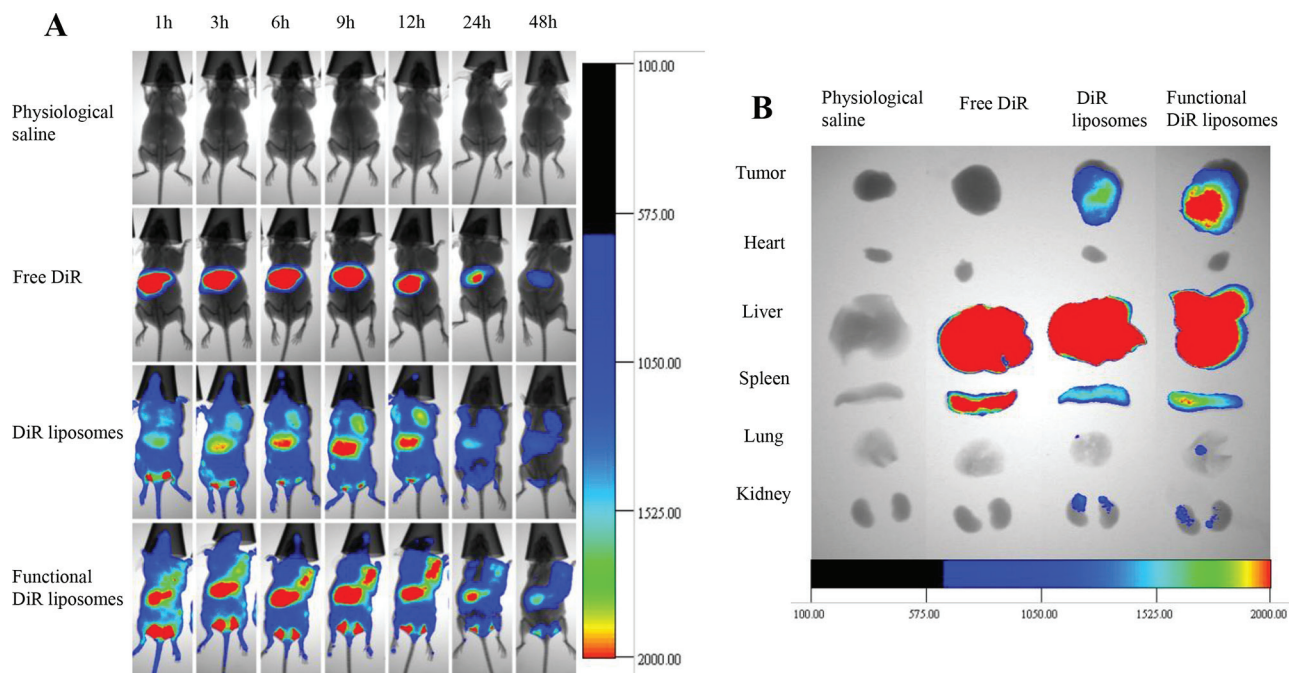 A
1h 3h 6h 9h 12h 24h 48h
Physiological
saline
Free DiR
DiR liposomes
Functional
DiR liposomes
100.00
575.00
1050.00
1525.00
2000.00
B
Physiological
saline
Free DiR
DiR
liposomes
Functional
DiR liposomes
Tumor
Heart
Liver
Spleen
Lung
Kidney
100.00 575.00 1050.00 1525.00 2000.00